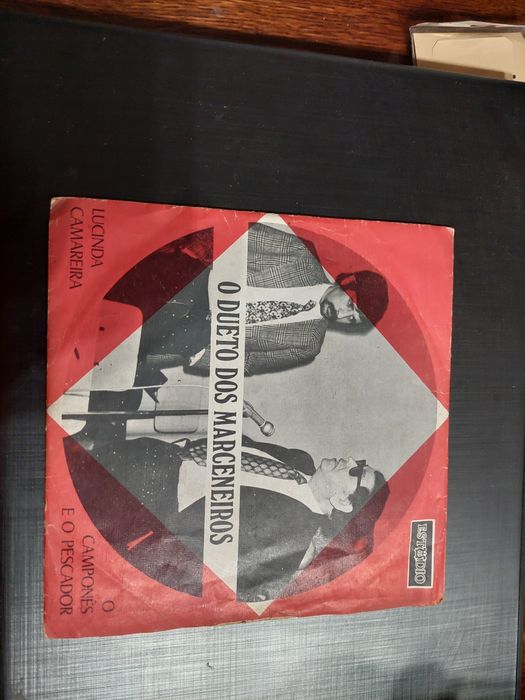 ESTÚDIO
O DUETO DOS MARCENEIROS
LUCINDA
CAMAREIRA
O
CAMPONÊS
E O PESCADOR